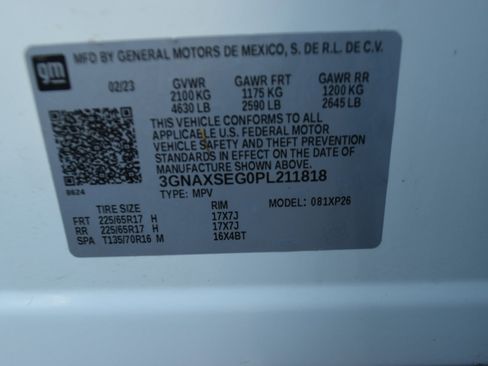 gm
MFD BY GENERAL MOTORS DE MEXICO, S. DE R.L. DE C.V.
02/23 GVWR GAWR FRT GAWR RR
2100 KG 1175 KG 1200 KG
4630 LB 2590 LB 2645 LB
THIS VEHICLE CONFORMS TO ALL
APPLICABLE U.S. FEDERAL MOTOR
VEHICLE SAFETY AND THEFT PREVENTION
STANDARDS IN EFFECT ON THE DATE OF
MANUFACTURE SHOWN ABOVE.
3GNAXSEG0PL211818
8624 TYPE: MPV
TIRE SIZE RIM MODEL: 081XP26
FRT 225/65R17 H 17X7J
RR 225/65R17 H 17X7J
SPA T135/70R16 M 16X4BT